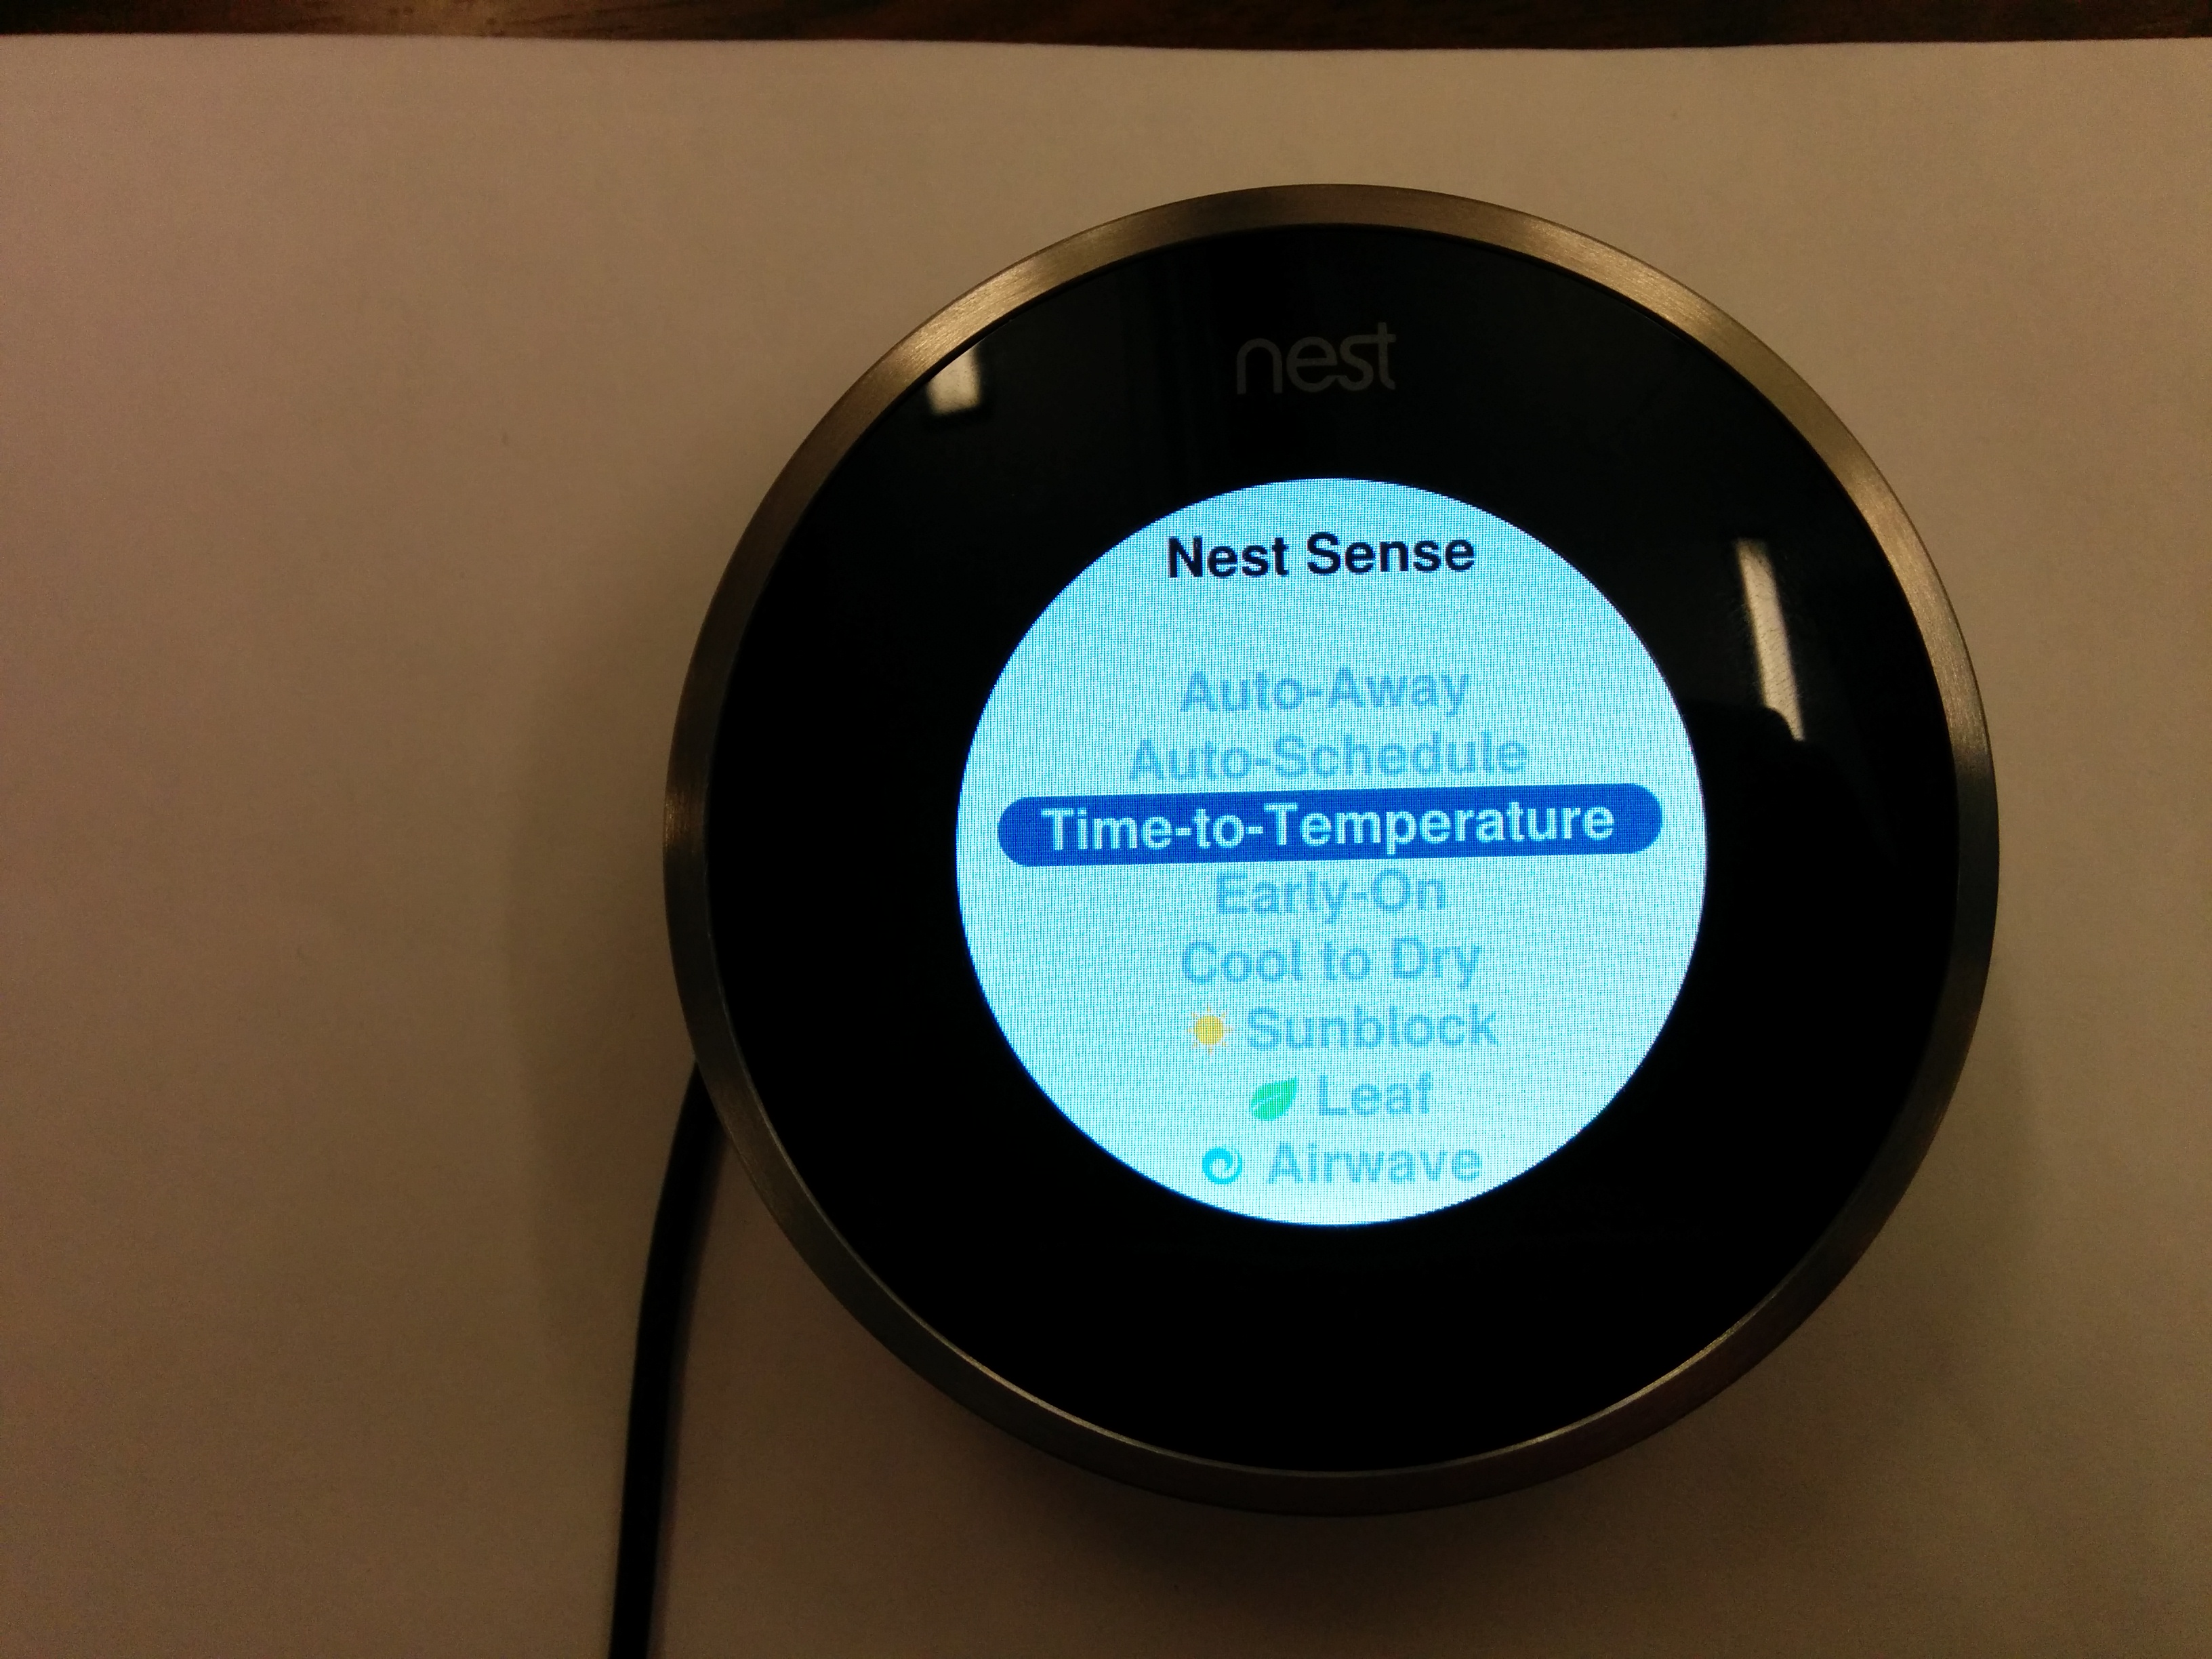 nest
Nest Sense
Auto-Away
Auto-Schedule
Time-to-Temperature
Early-On
Cool to Dry
Sunblock
Leaf
Airwave